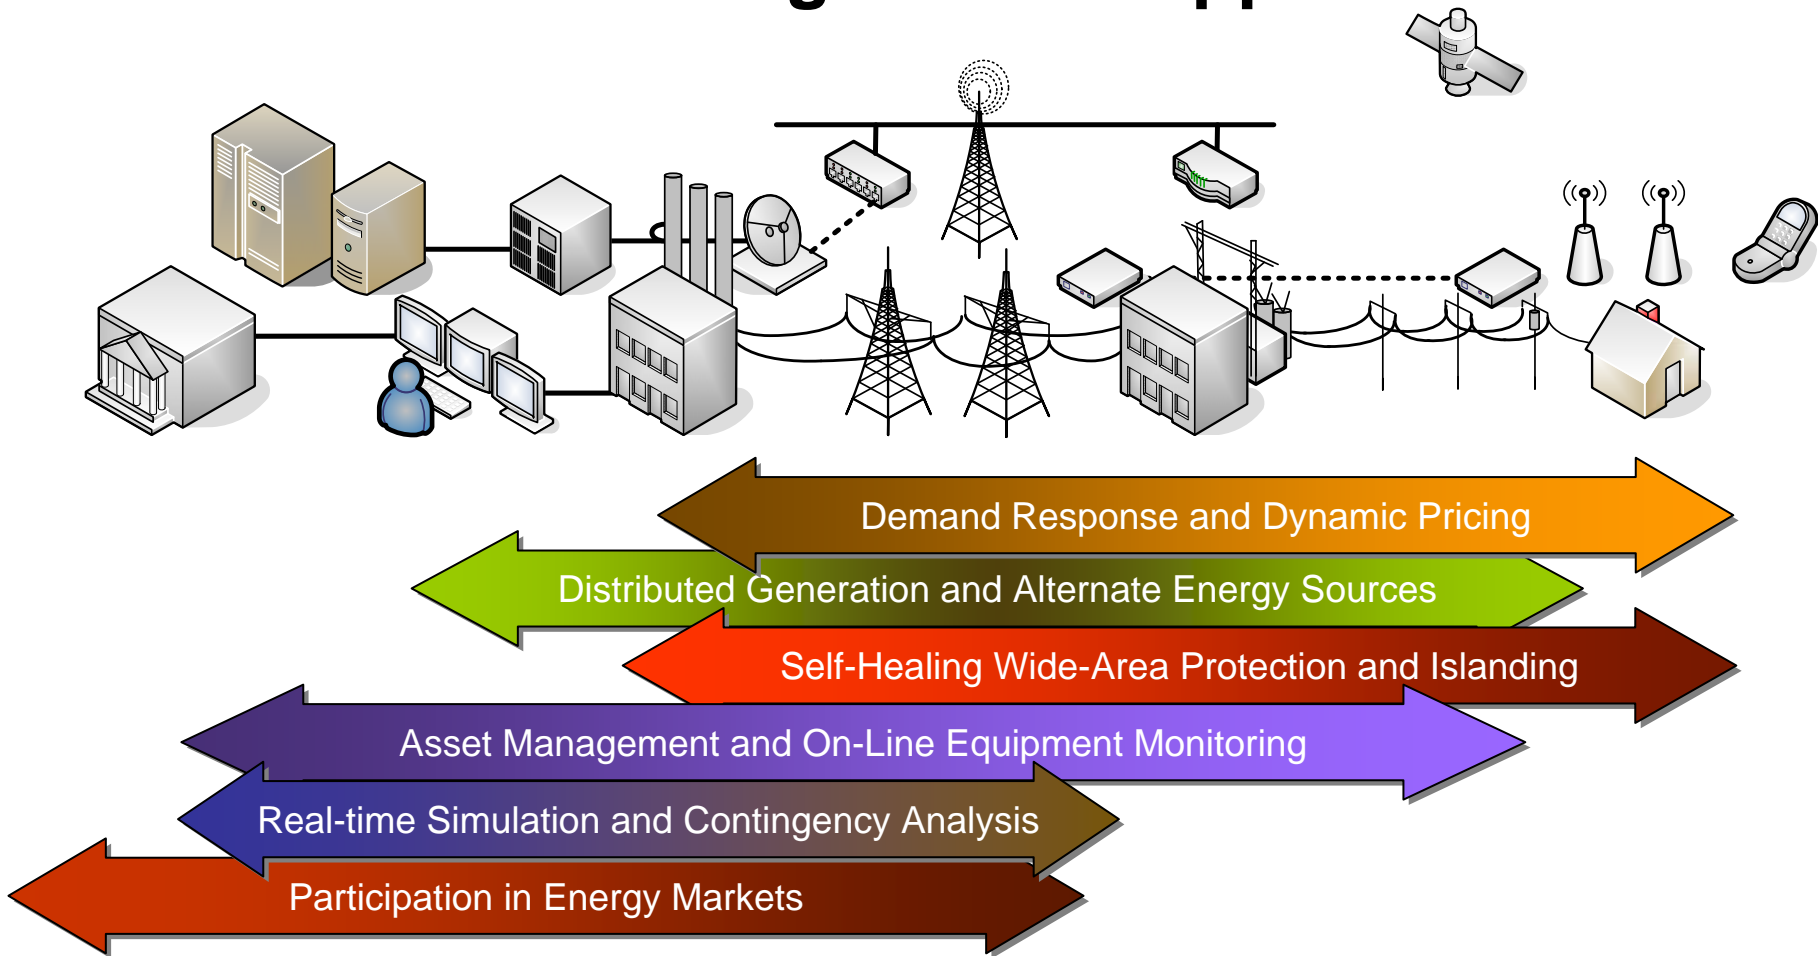 Demand Response and Dynamic Pricing
Distributed Generation and Alternate Energy Sources
Self-Healing Wide-Area Protection and Islanding
Asset Management and On-Line Equipment Monitoring
Real-time Simulation and Contingency Analysis
Participation in Energy Markets